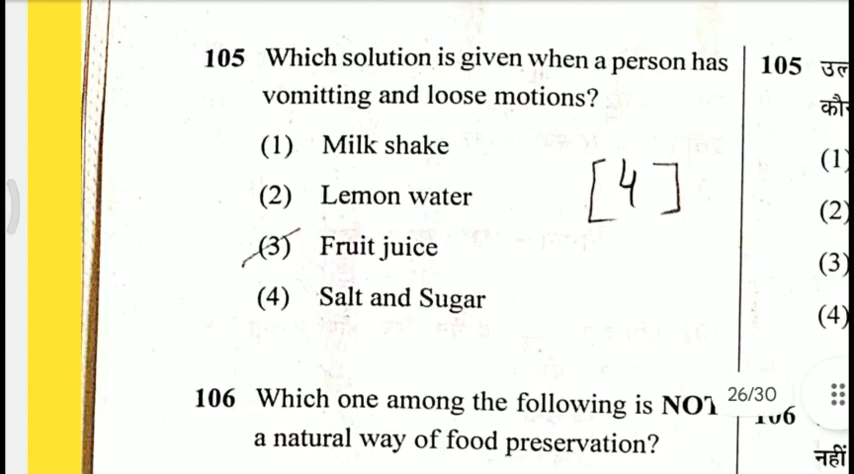 105 Which solution is given when a person has
vomitting and loose motions?
(1) Milk shake
(2) Lemon water
(3) Fruit juice
(4) Salt and Sugar
[4]
106 Which one among the following is NOT
a natural way of food preservation?
105
(1)
(2)
(3)
(4)
26/30
106
नहीं